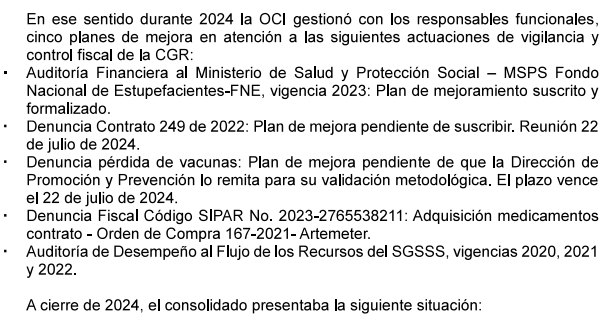 En ese sentido durante 2024 la OCI gestionó con los responsables funcionales,
cinco planes de mejora en atención a las siguientes actuaciones de vigilancia y
control fiscal de la CGR:
· Auditoría Financiera al Ministerio de Salud y Protección Social – MSPS Fondo
Nacional de Estupefacientes-FNE, vigencia 2023: Plan de mejoramiento suscrito y
formalizado.
· Denuncia Contrato 249 de 2022: Plan de mejora pendiente de suscribir. Reunión 22
de julio de 2024.
· Denuncia pérdida de vacunas: Plan de mejora pendiente de que la Dirección de
Promoción y Prevención lo remita para su validación metodológica. El plazo vence
el 22 de julio de 2024.
· Denuncia Fiscal Código SIPAR No. 2023-2765538211: Adquisición medicamentos
contrato - Orden de Compra 167-2021- Artemeter.
· Auditoría de Desempeño al Flujo de los Recursos del SGSSS, vigencias 2020, 2021
y 2022.
A cierre de 2024, el consolidado presentaba la siguiente situación: